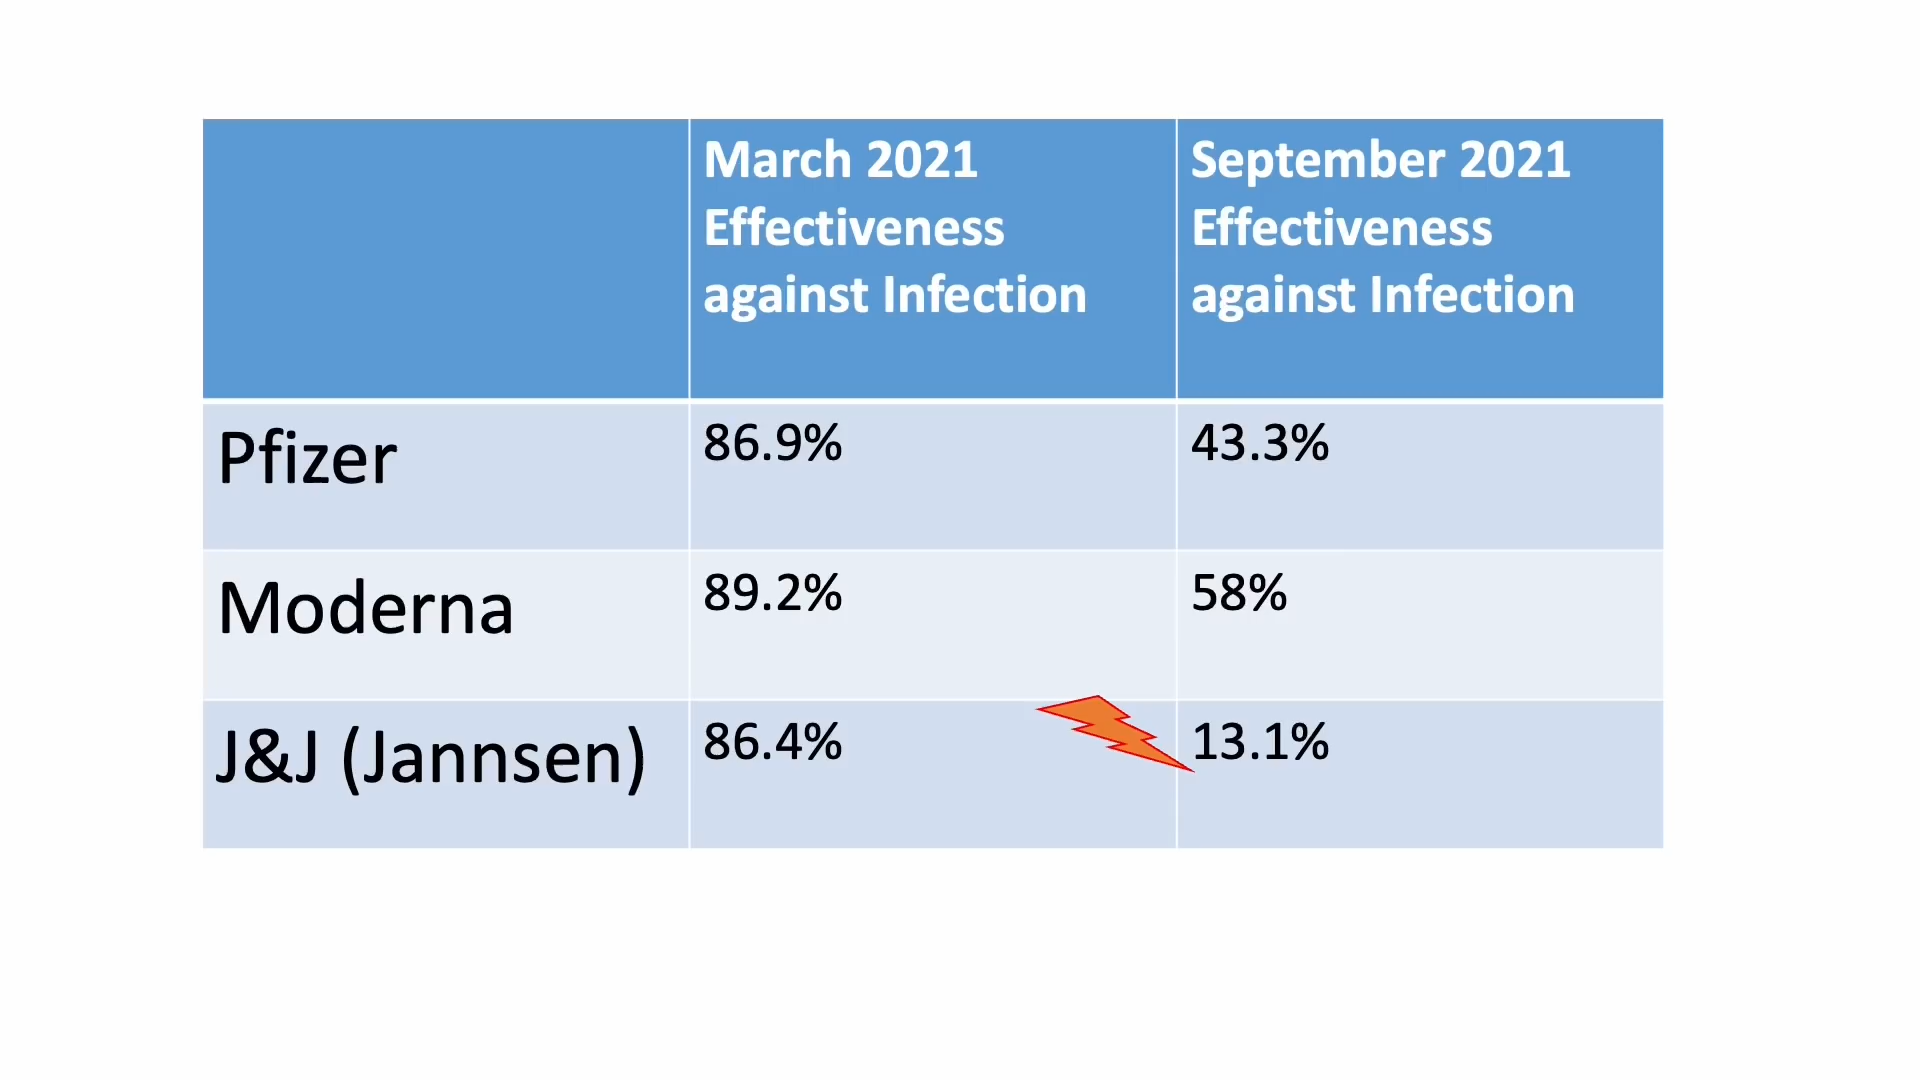 March 2021
Effectiveness
against Infection
September 2021
Effectiveness
against Infection
Pfizer
86.9%
43.3%
Moderna
89.2%
58%
J&J (Jannsen)
86.4%
13.1%